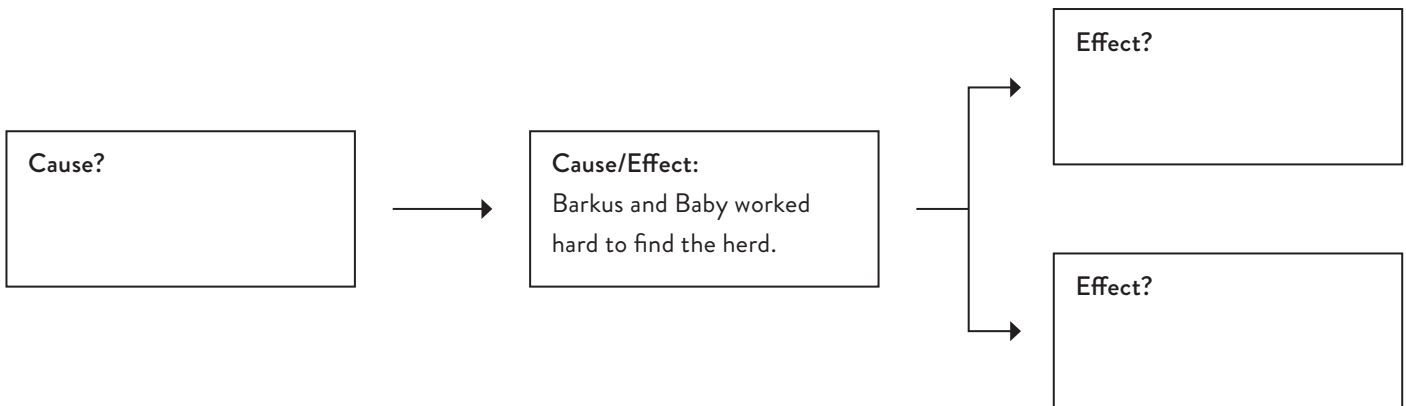 Cause?
Cause/Effect:
Barkus and Baby worked
hard to find the herd.
Effect?
Effect?